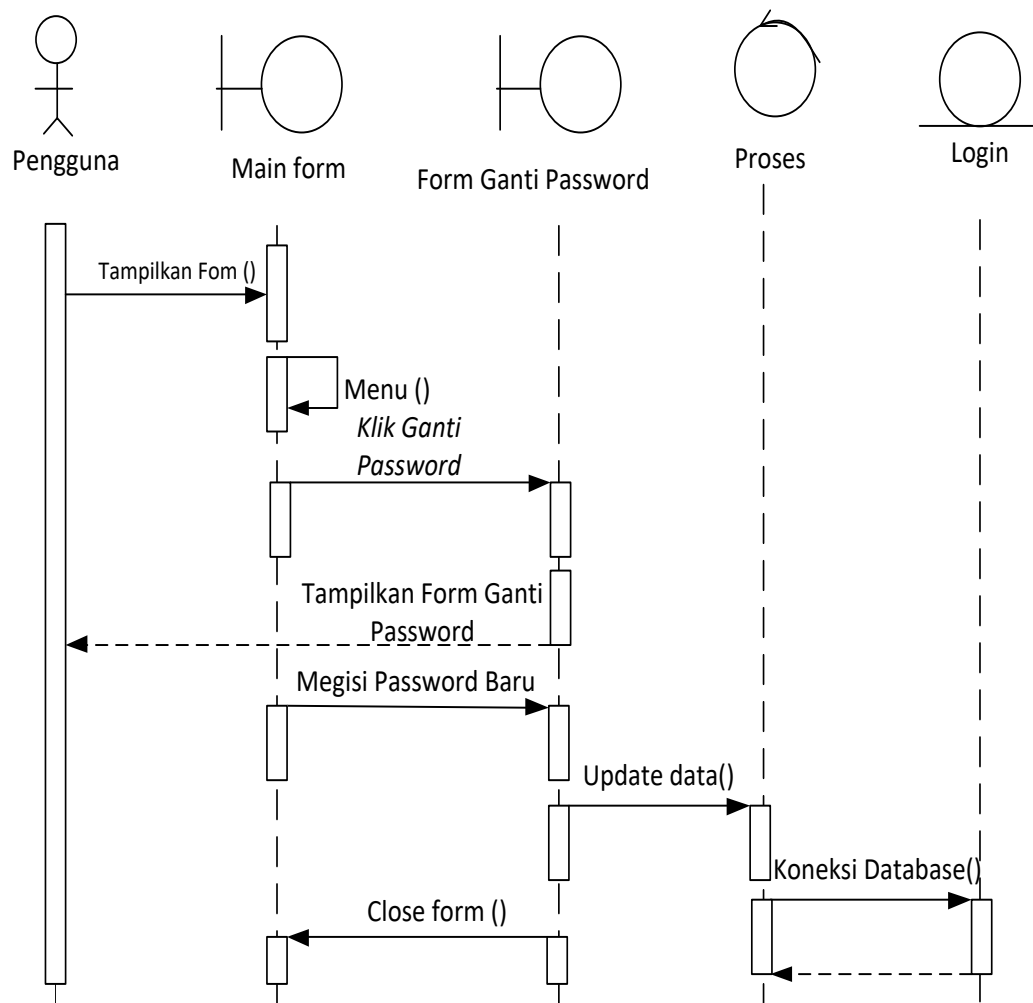 Pengguna
Main form
Form Ganti Password
Proses
Login
Tampilkan Fom ()
Menu ()
Klik Ganti
Password
Tampilkan Form Ganti
Password
Megisi Password Baru
Update data()
Koneksi Database()
Close form ()